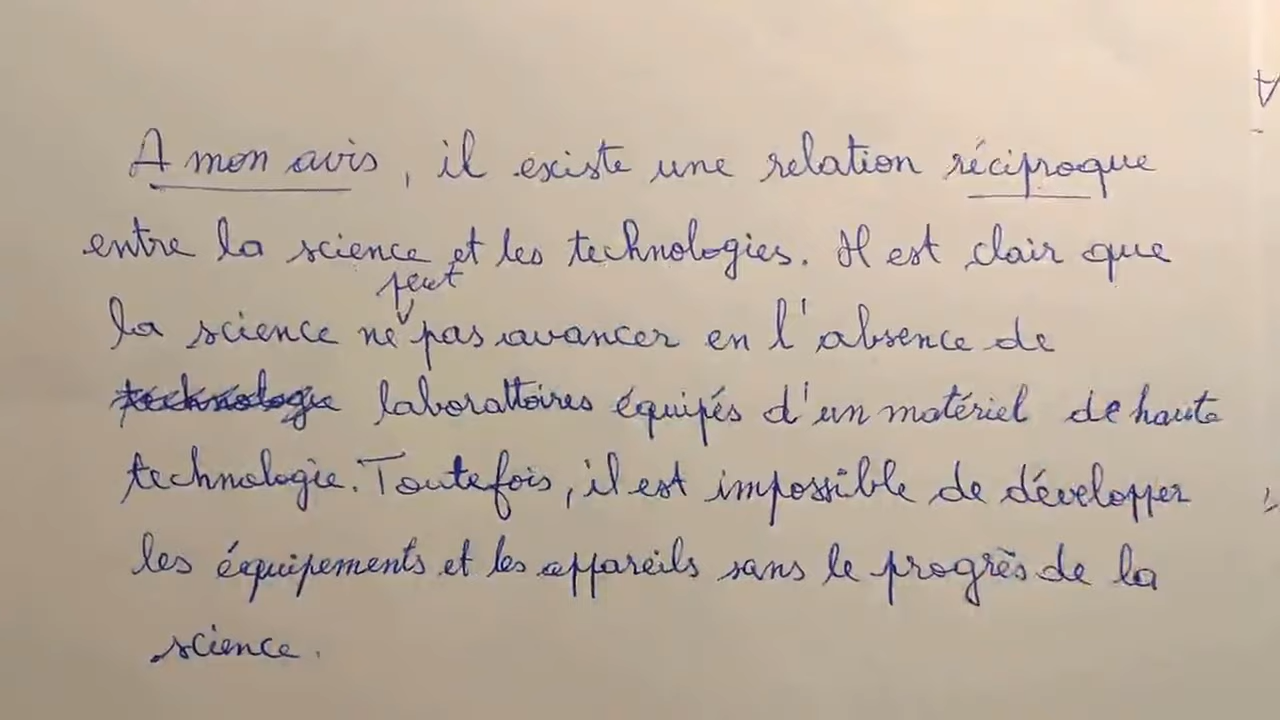 A mon avis, il existe une relation réciproque
entre la science et les technologies. Il est clair que
peut
la science ne pas avancer en l'absence de
technologie laborattoires équipés d'un matériel de haute
technologie. Toutefois, il est impossible de développer
les équipements et les appareils sans le progrès de la
science.
A